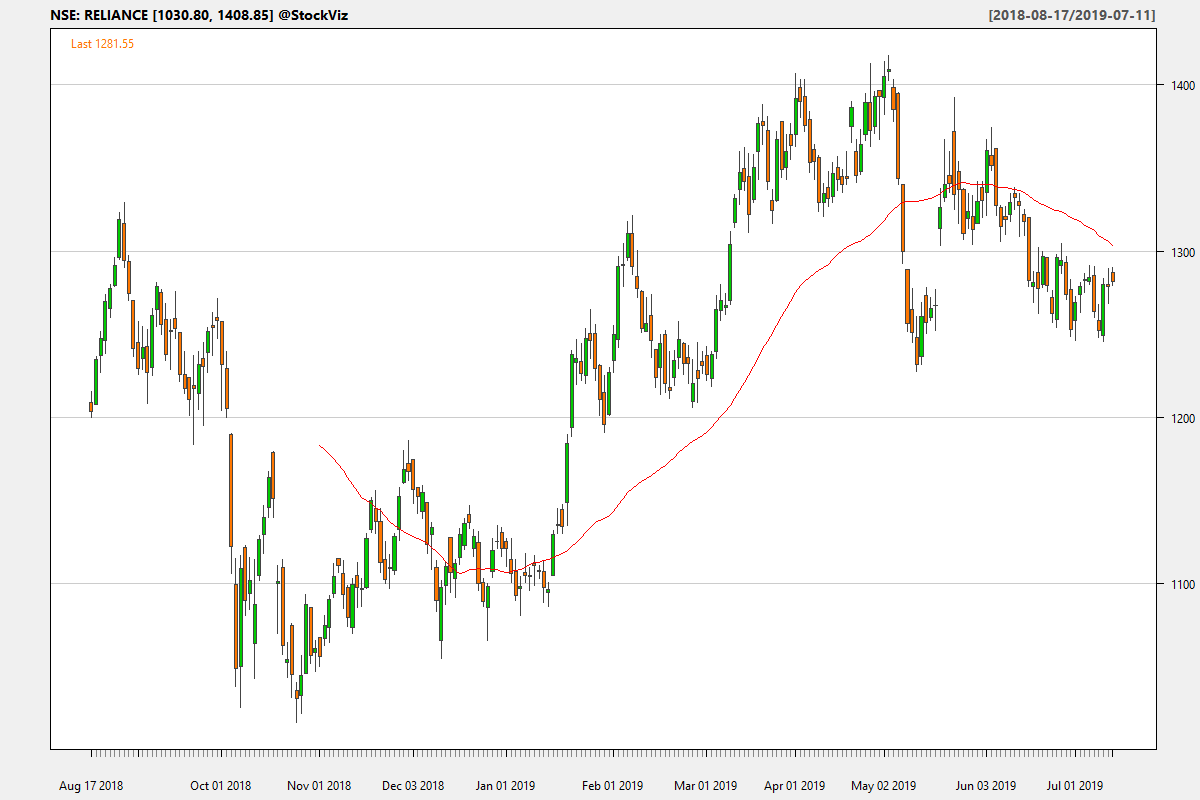 NSE: RELIANCE [1030.80, 1408.85] @StockViz
[2018-08-17/2019-07-11]
Last 1281.55
1400
1300
1200
1100
Aug 17 2018 Oct 01 2018 Nov 01 2018 Dec 03 2018 Jan 01 2019 Feb 01 2019 Mar 01 2019 Apr 01 2019 May 02 2019 Jun 03 2019 Jul 01 2019